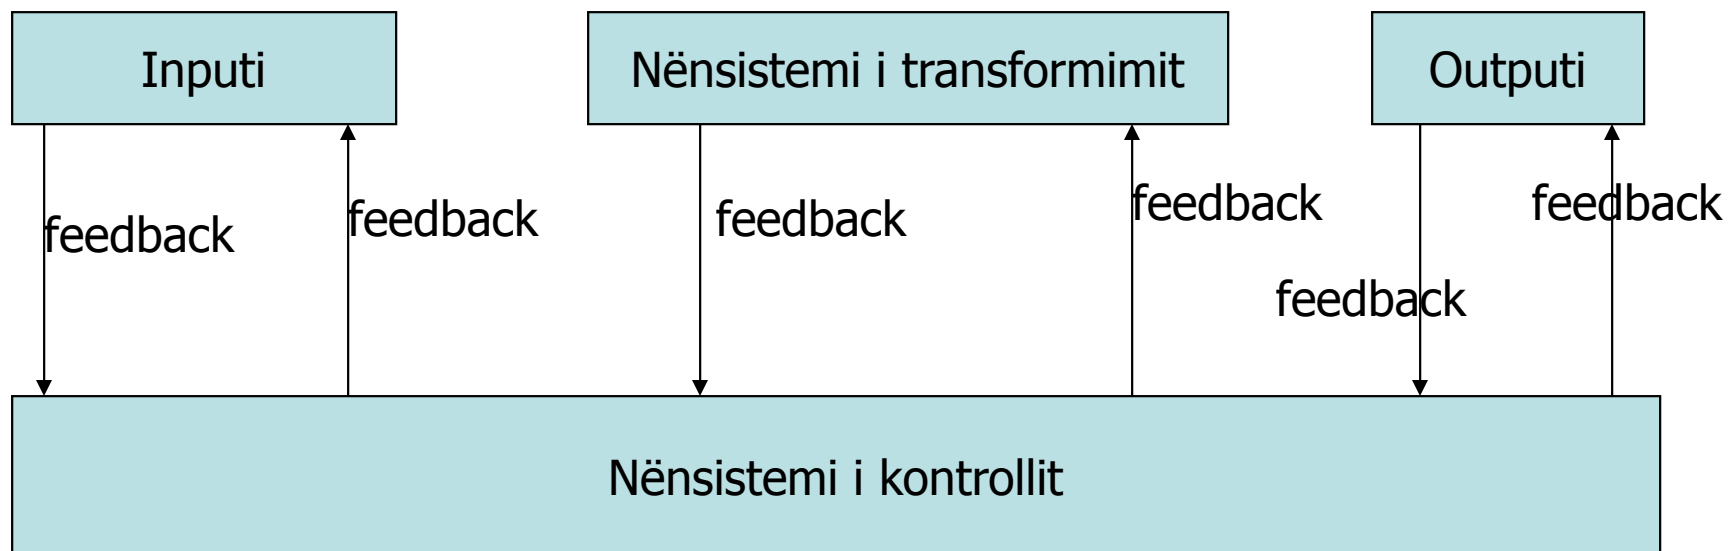 Inputi
Nënsistemi i transformimit
Outputi
feedback
feedback
feedback
feedback
feedback
feedback
Nënsistemi i kontrollit